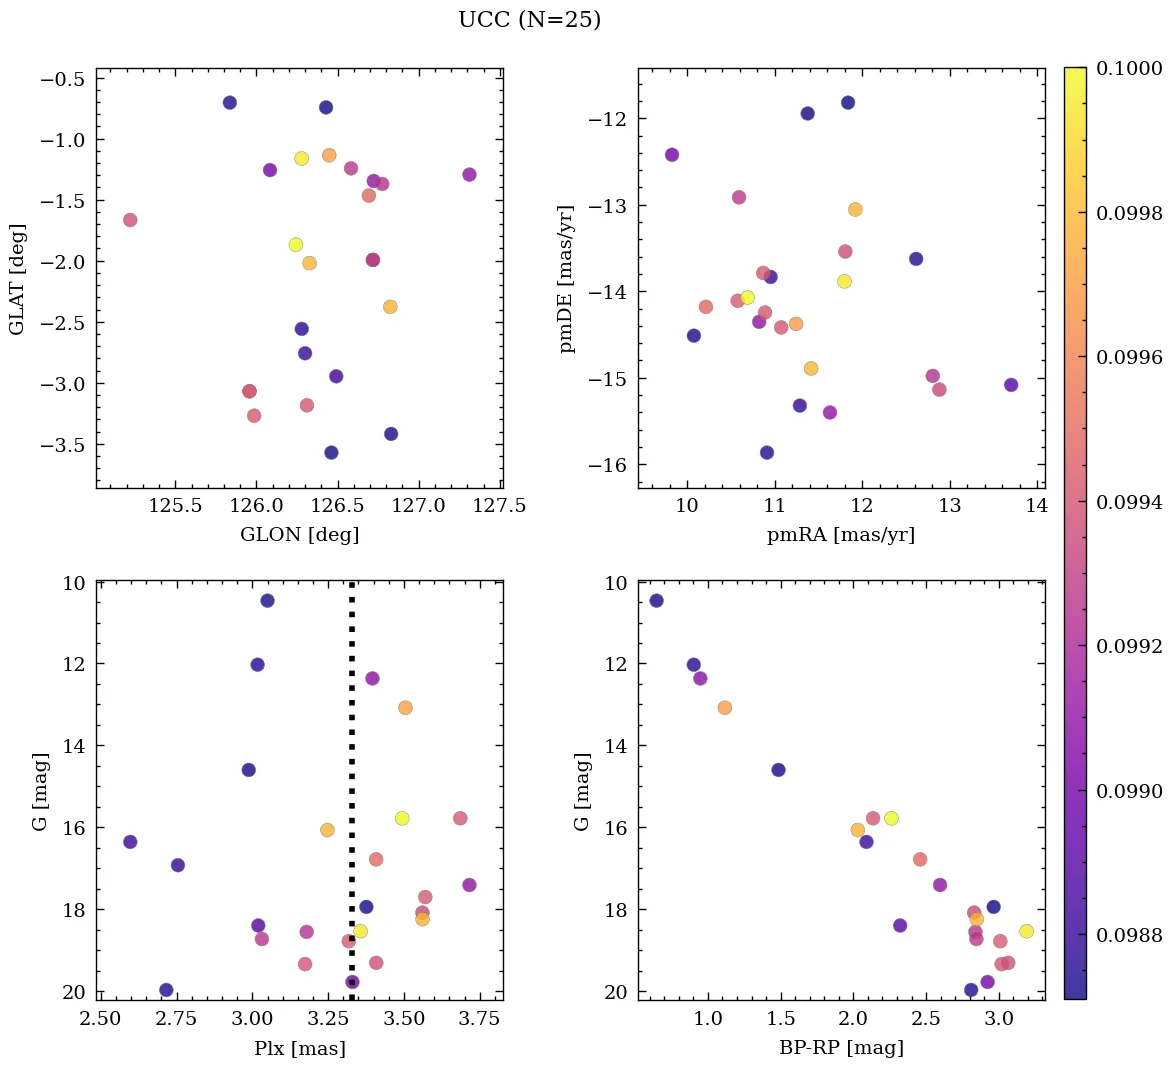 UCC (N=25)
−0.5
−1.0
−1.5
−2.0
−2.5
−3.0
−3.5
GLAT [deg]
125.5 126.0 126.5 127.0 127.5
GLON [deg]
−12
−13
−14
−15
−16
pmDE [mas/yr]
10 11 12 13 14
pmRA [mas/yr]
10
12
14
16
18
20
G [mag]
2.50 2.75 3.00 3.25 3.50 3.75
Plx [mas]
10
12
14
16
18
20
G [mag]
1.0 1.5 2.0 2.5 3.0
BP-RP [mag]
0.1000
0.0998
0.0996
0.0994
0.0992
0.0990
0.0988